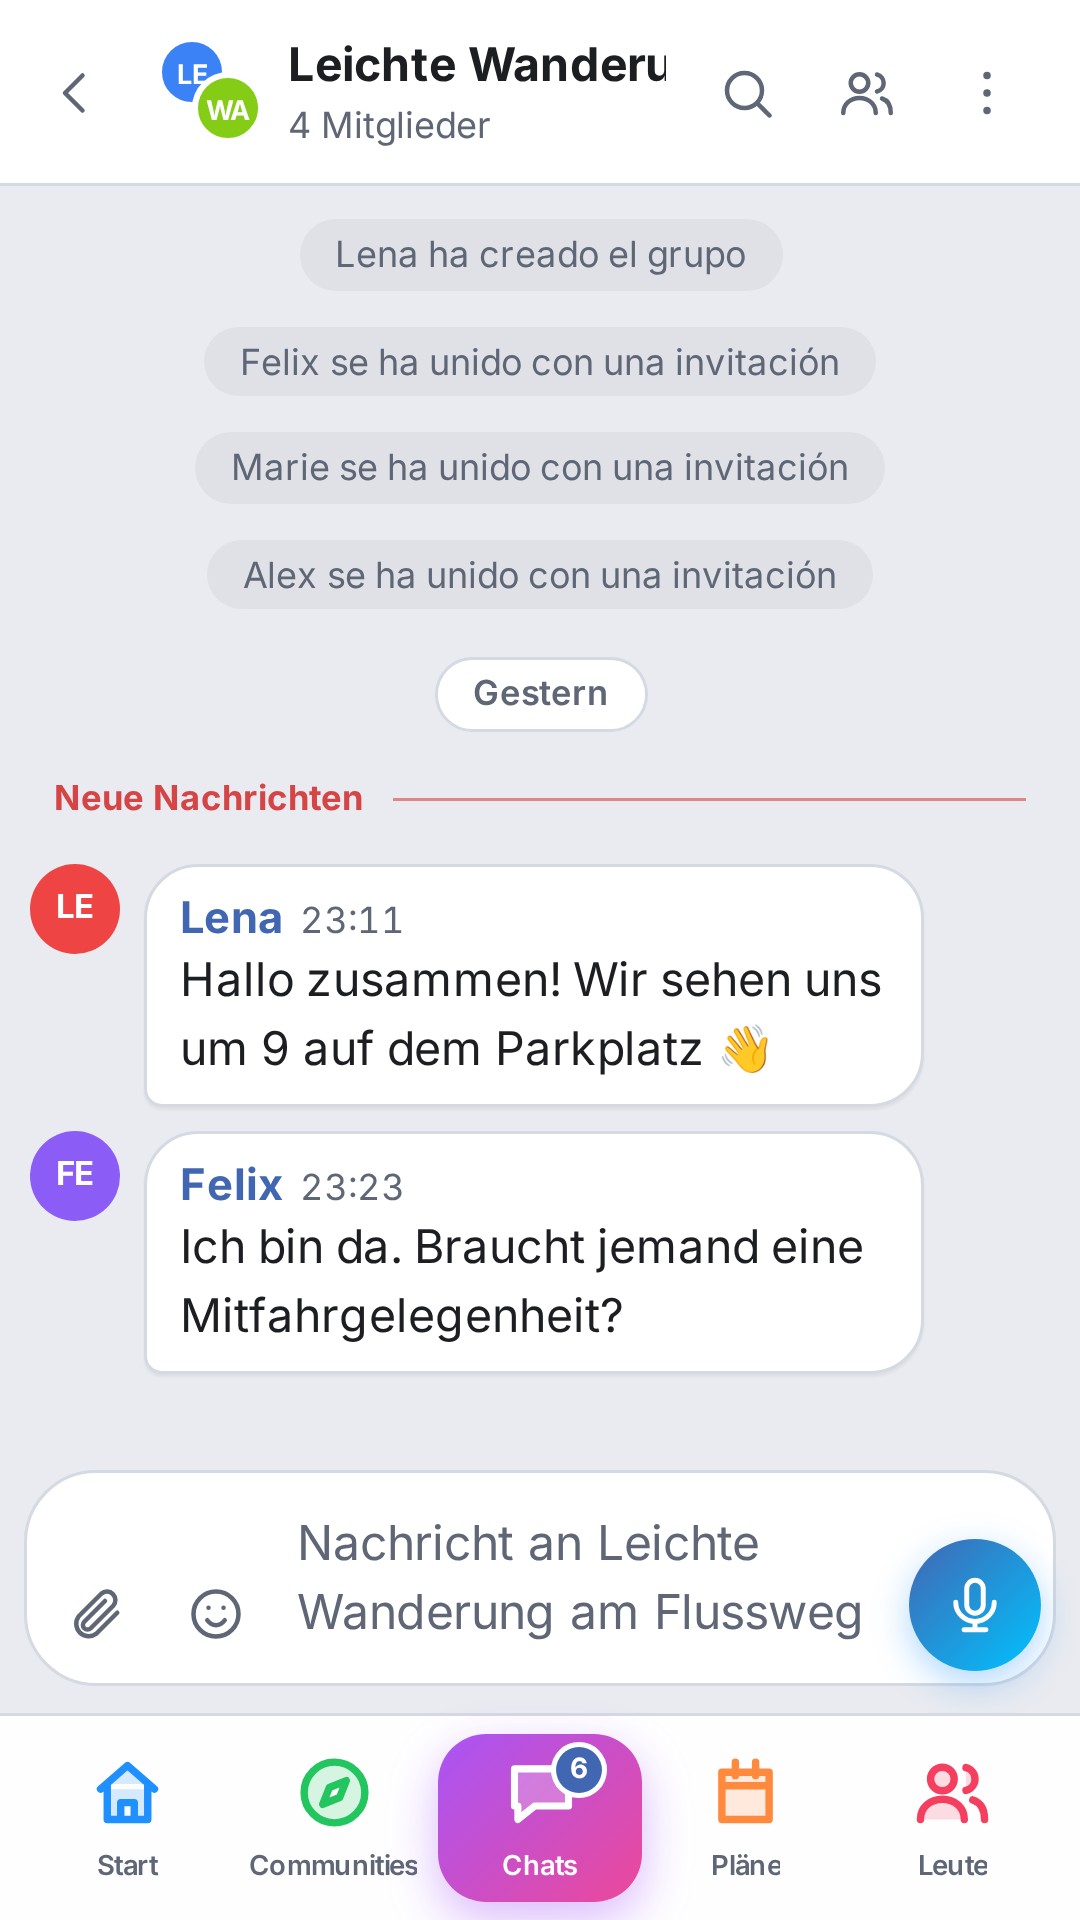 LE
WA
Leichte Wanderu
4 Mitglieder
Lena ha creado el grupo
Felix se ha unido con una invitación
Marie se ha unido con una invitación
Alex se ha unido con una invitación
Gestern
Neue Nachrichten
LE
Lena 23:11
Hallo zusammen! Wir sehen uns
um 9 auf dem Parkplatz 👋
FE
Felix 23:23
Ich bin da. Braucht jemand eine
Mitfahrgelegenheit?
Nachricht an Leichte
Wanderung am Flussweg
6
Start
Communities
Chats
Pläne
Leute